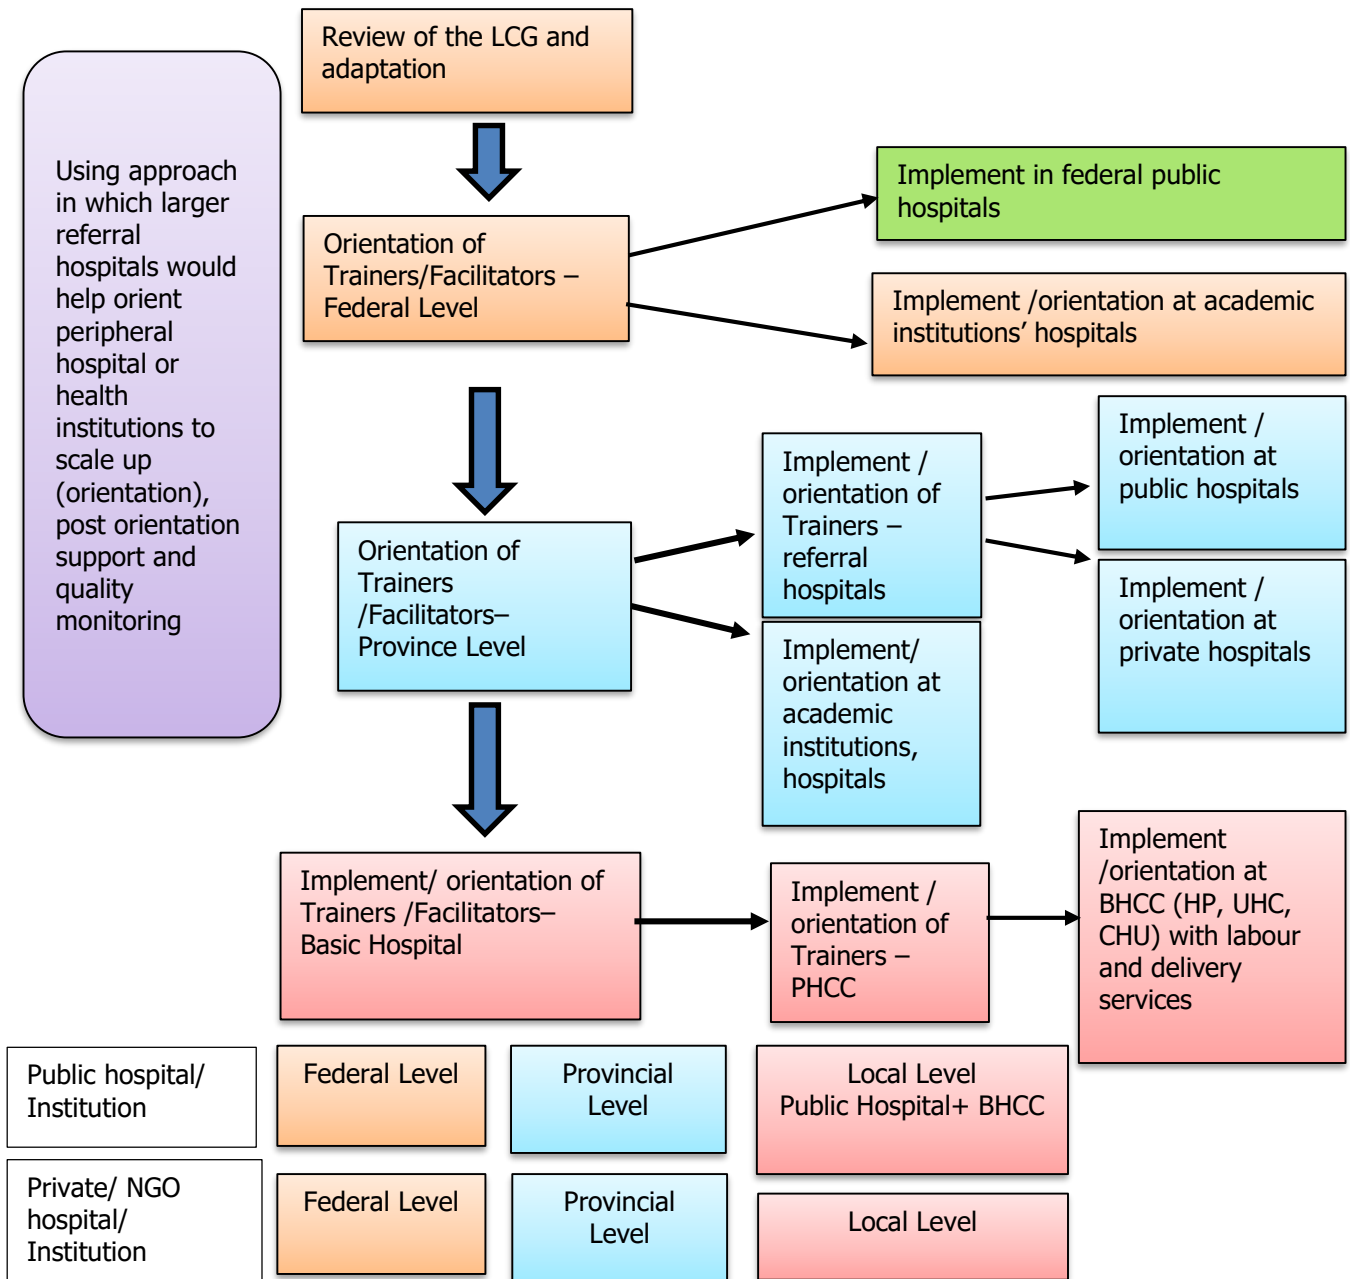 Review of the LCG and
adaptation
Using approach
in which larger
referral
hospitals would
help orient
peripheral
hospital or
health
institutions to
scale up
(orientation),
post orientation
support and
quality
monitoring
Orientation of
Trainers/Facilitators –
Federal Level
Implement in federal public
hospitals
Implement /orientation at academic
institutions’ hospitals
Orientation of
Trainers
/Facilitators–
Province Level
Implement /
orientation of
Trainers –
referral
hospitals
Implement /
orientation at
public hospitals
Implement /
orientation at
private hospitals
Implement/
orientation at
academic
institutions,
hospitals
Implement/ orientation of
Trainers /Facilitators–
Basic Hospital
Implement /
orientation of
Trainers –
PHCC
Implement
/orientation at
BHCC (HP, UHC,
CHU) with labour
and delivery
services
Public hospital/
Institution
Federal Level
Provincial
Level
Local Level
Public Hospital+ BHCC
Private/ NGO
hospital/
Institution
Federal Level
Provincial
Level
Local Level